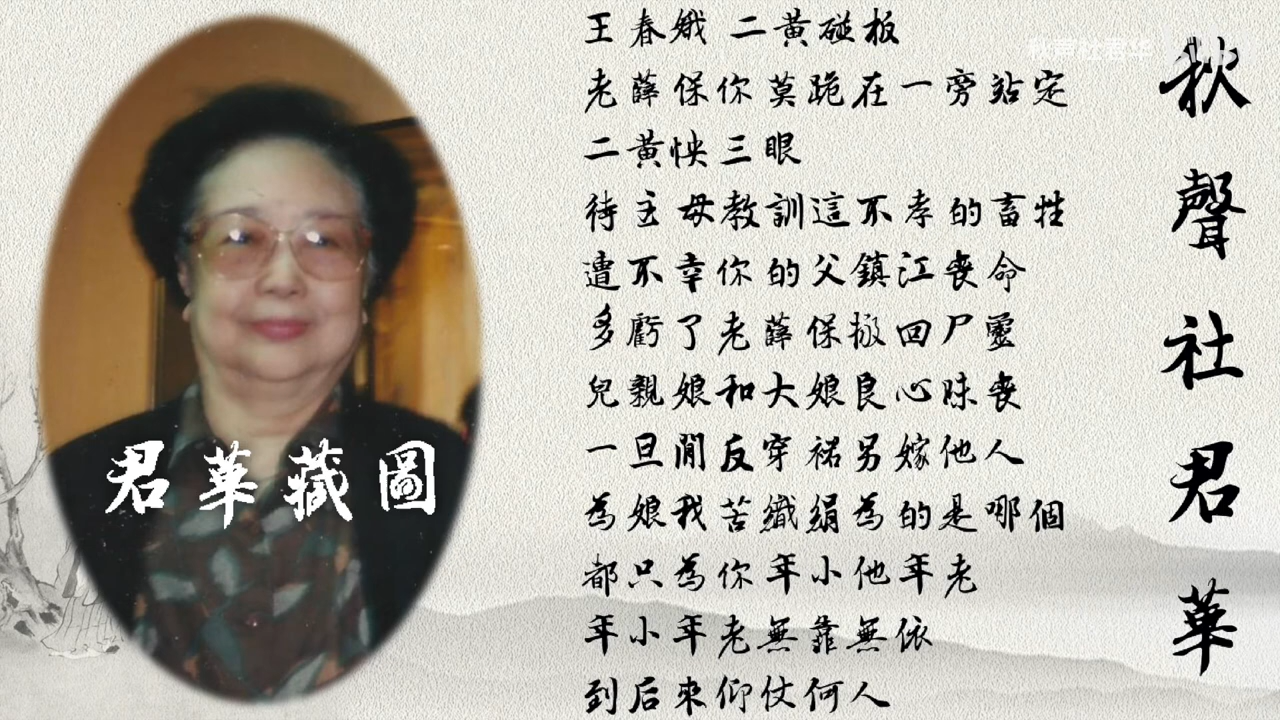 王春娥 二黄碰板
老薛保你莫跪在一旁站定
二黄快三眼
待主母教訓這不孝的畜牲
遭不幸你的父鎮江喪命
多虧了老薛保搬回尸靈
兒親娘和大娘良心昧喪
一旦間反穿裙另嫁他人
為娘我苦織絹為的是哪個
都只為你年小他年老
年小年老無靠無依
到后來仰仗何人
秋聲社君華
君華藏圖